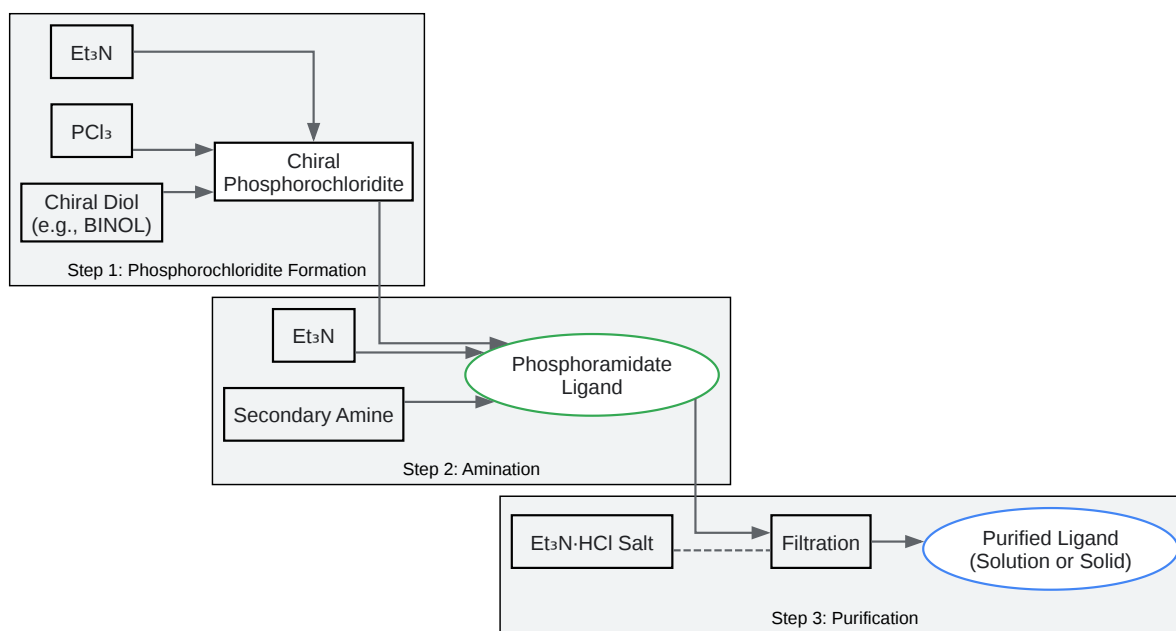 Et₃N
PCl₃
Chiral Diol
(e.g., BINOL)
Chiral
Phosphorochloridite
Step 1: Phosphorochloridite Formation
Et₃N
Secondary Amine
Phosphoramidate
Ligand
Step 2: Amination
Et₃N·HCl Salt
Filtration
Purified Ligand
(Solution or Solid)
Step 3: Purification